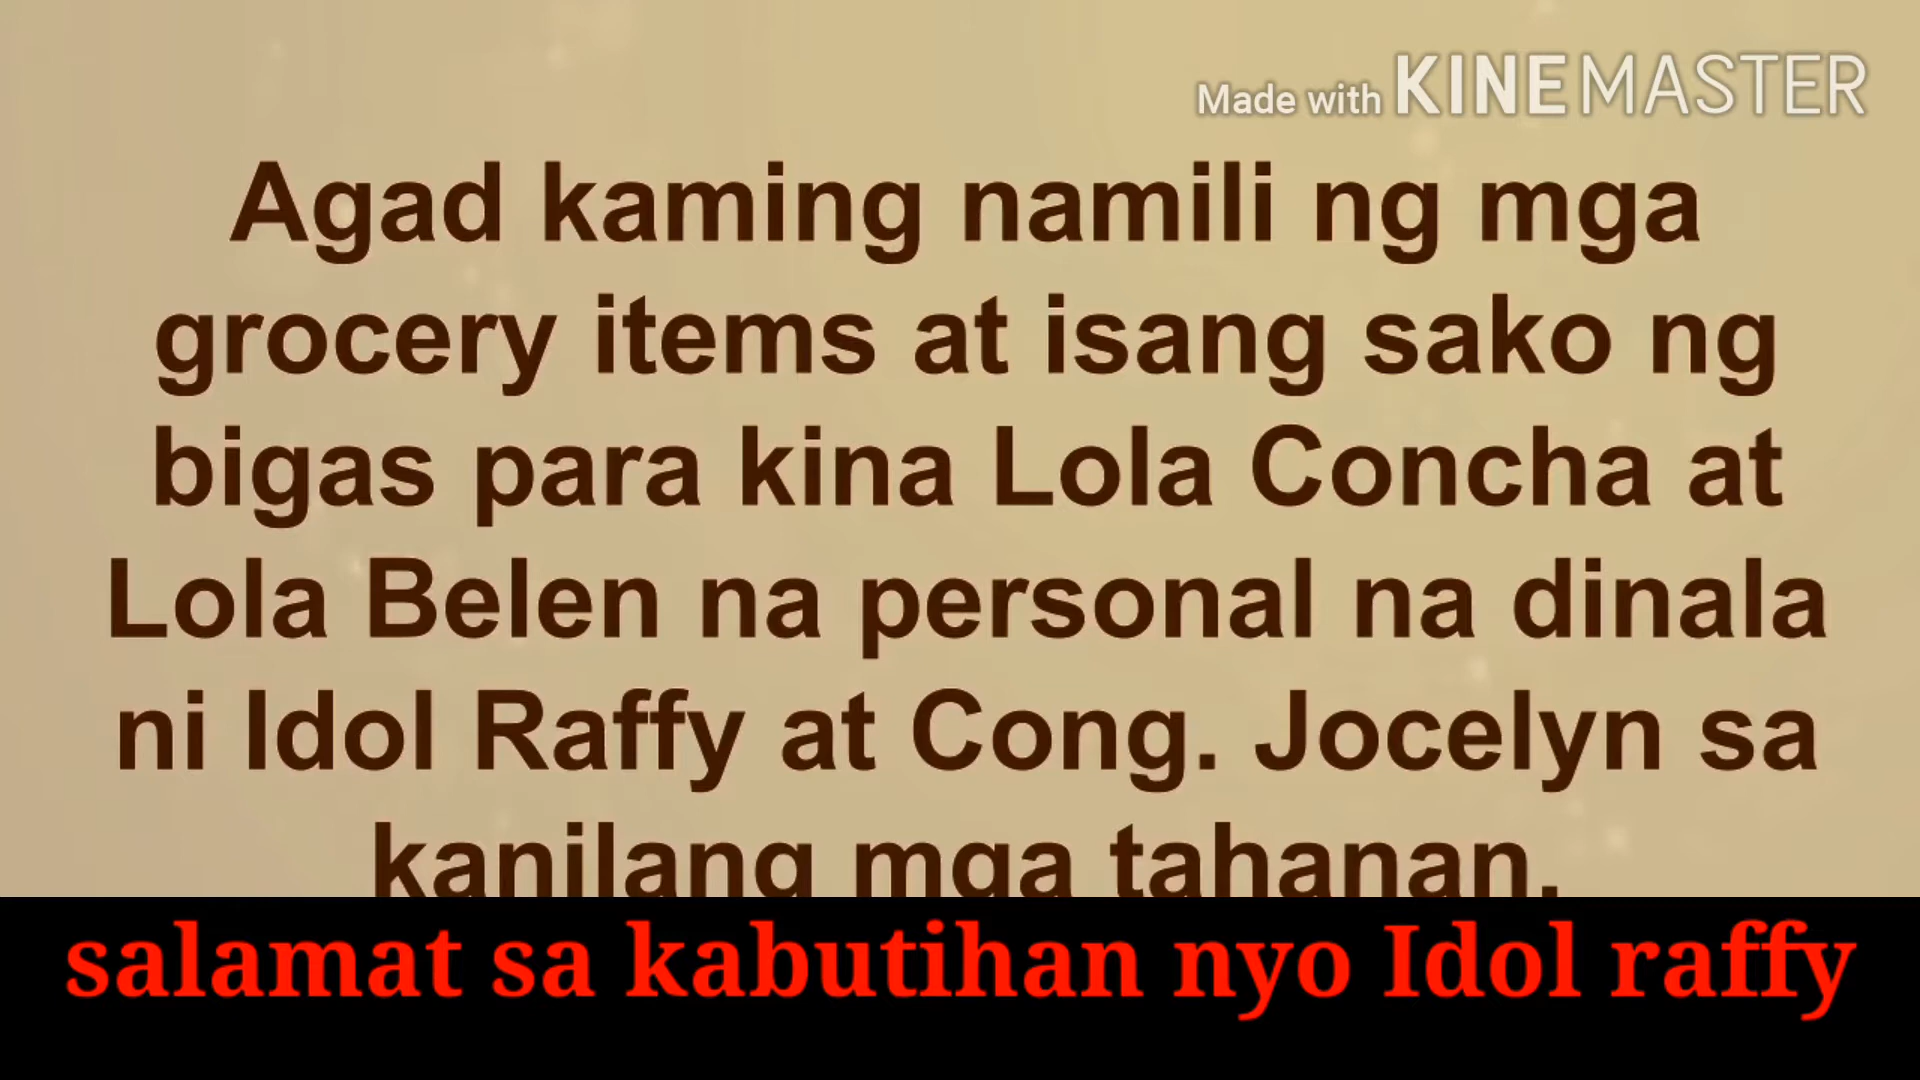 Made with KINEMASTER
Agad kaming namili ng mga
grocery items at isang sako ng
bigas para kina Lola Concha at
Lola Belen na personal na dinala
ni Idol Raffy at Cong. Jocelyn sa
kanilang mga tahanan.
salamat sa kabutihan nyo Idol raffy